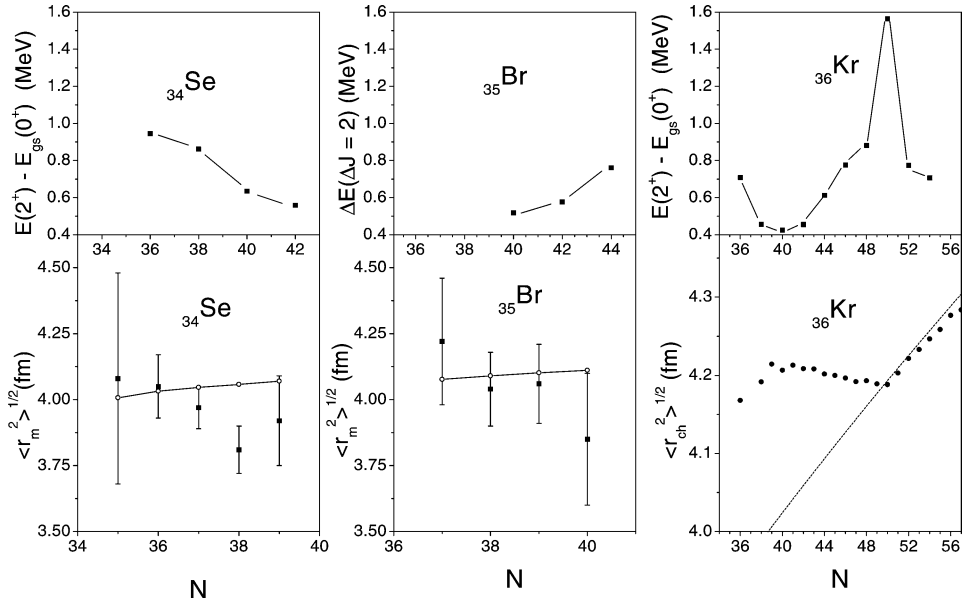 1.6
1.4
1.2
1.0
0.8
0.6
0.4
E(2⁺) - E_gs(0⁺) (MeV)
₃₄Se
34 36 38 40 42
1.6
1.4
1.2
1.0
0.8
0.6
0.4
ΔE(ΔJ = 2) (MeV)
₃₅Br
36 38 40 42 44
1.6
1.4
1.2
1.0
0.8
0.6
0.4
E(2⁺) - E_gs(0⁺) (MeV)
₃₆Kr
36 40 44 48 52 56
4.50
4.25
4.00
3.75
3.50
<r_m²>^1/2 (fm)
₃₄Se
34 36 38 40
N
4.50
4.25
4.00
3.75
3.50
<r_m²>^1/2 (fm)
₃₅Br
36 38 40
N
4.3
4.2
4.1
4.0
<r_ch²>^1/2 (fm)
₃₆Kr
36 40 44 48 52 56
N